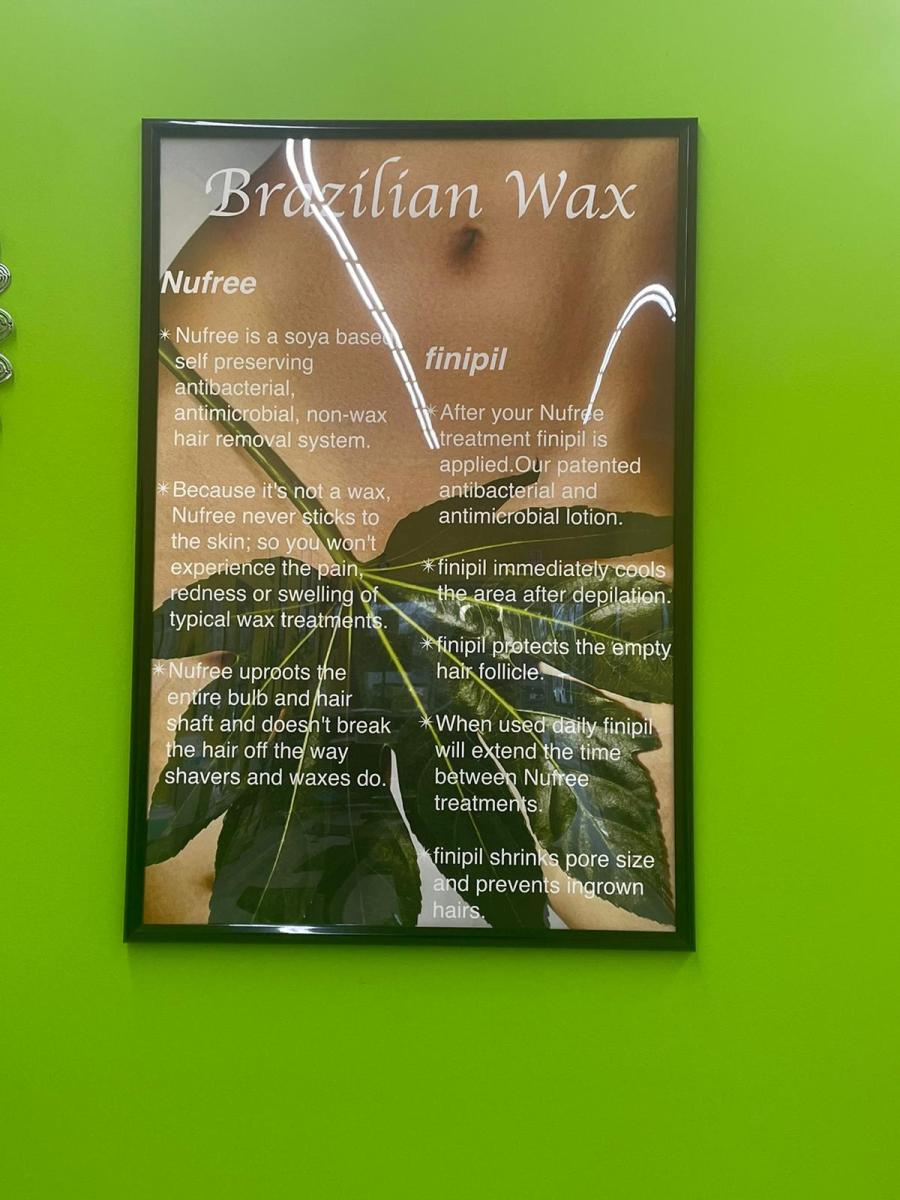 Brazilian Wax
Nufree
* Nufree is a soya based
self preserving
antibacterial,
antimicrobial, non-wax
hair removal system.
* Because it's not a wax,
Nufree never sticks to
the skin; so you won't
experience the pain,
redness or swelling of
typical wax treatments.
* Nufree uproots the
entire bulb and hair
shaft and doesn't break
the hair off the way
shavers and waxes do.
finipil
* After your Nufree
treatment finipil is
applied.Our patented
antibacterial and
antimicrobial lotion.
* finipil immediately cools
the area after depilation.
* finipil protects the empty
hair follicle.
* When used daily finipil
will extend the time
between Nufree
treatments.
* finipil shrinks pore size
and prevents ingrown
hairs.